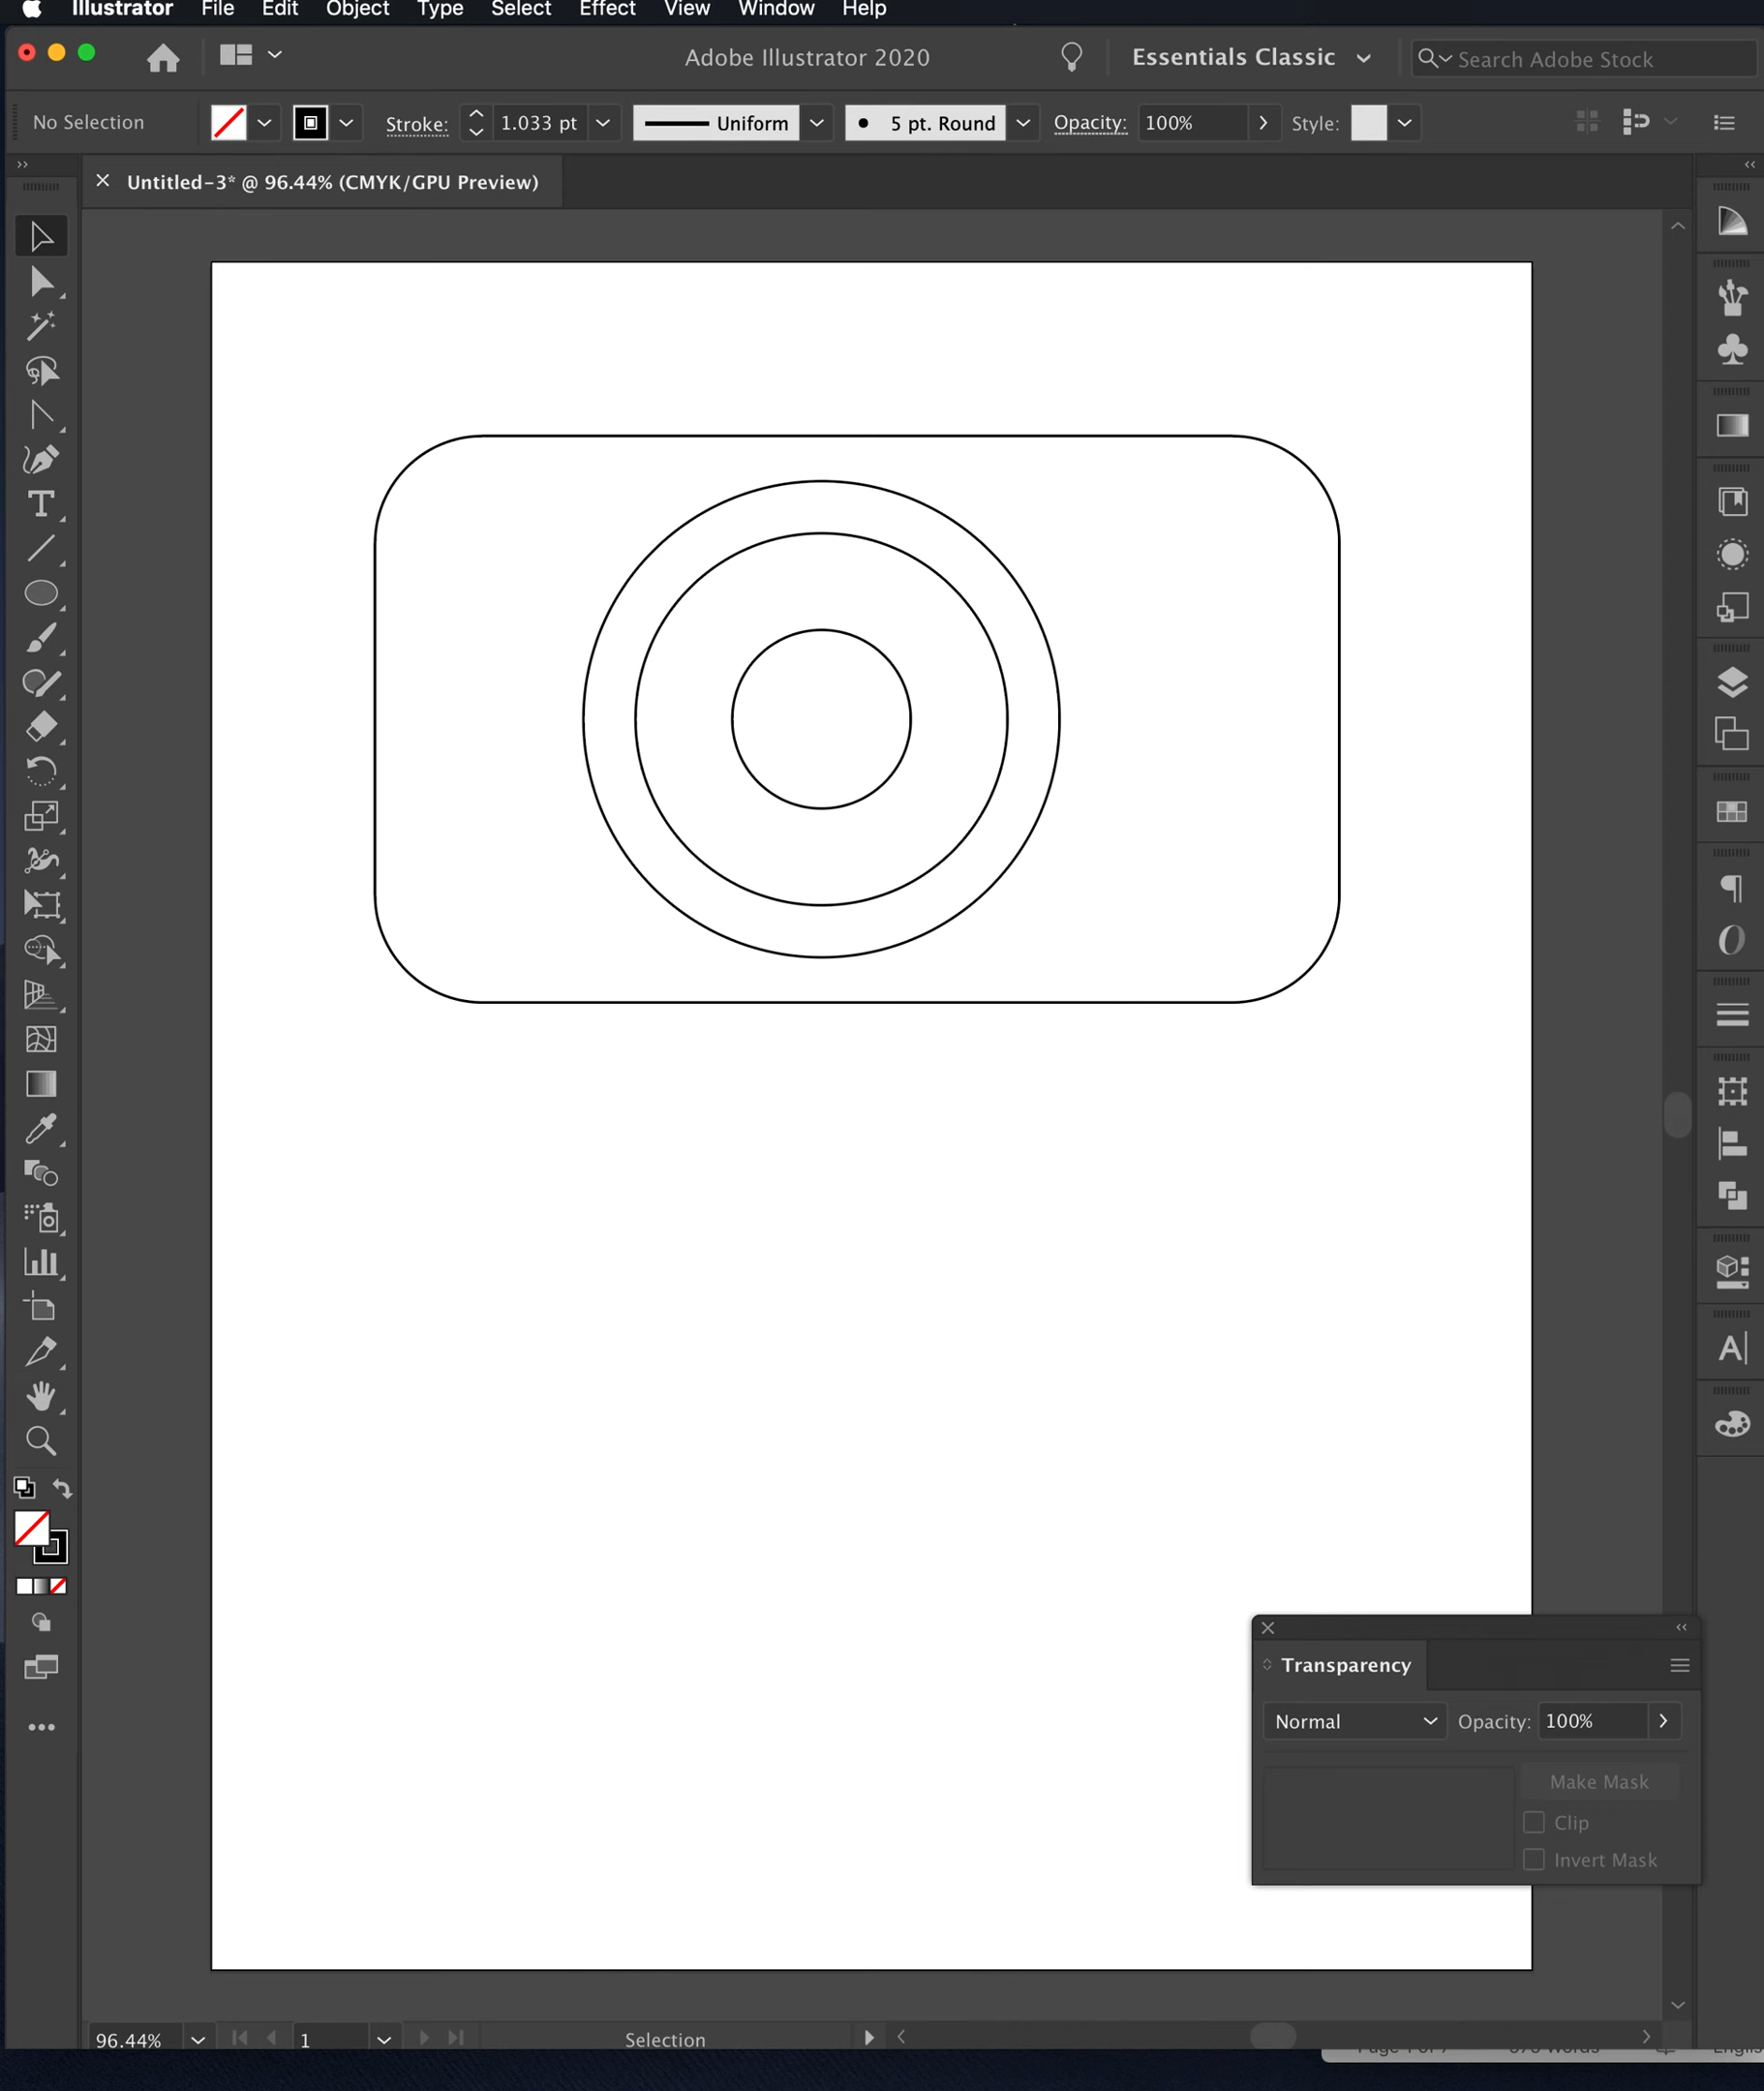 Illustrator File Edit Object Type Select Effect View Window Help
Adobe Illustrator 2020 Essentials Classic Search Adobe Stock
No Selection Stroke: 1.033 pt Uniform 5 pt. Round Opacity: 100% Style:
Untitled-3* @ 96.44% (CMYK/GPU Preview)
Transparency
Normal Opacity: 100%
Make Mask
Clip
Invert Mask
96.44% 1 Selection